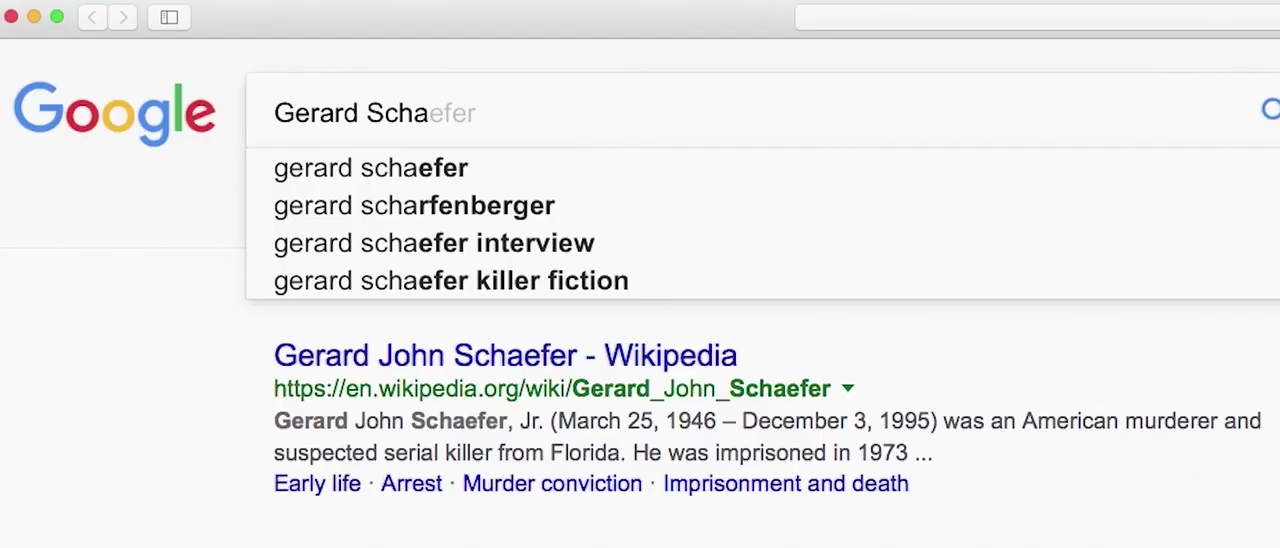 Google
Gerard Schaefer
gerard schaefer
gerard scharfenberger
gerard schaefer interview
gerard schaefer killer fiction
Gerard John Schaefer - Wikipedia
https://en.wikipedia.org/wiki/Gerard_John_Schaefer
Gerard John Schaefer, Jr. (March 25, 1946 – December 3, 1995) was an American murderer and
suspected serial killer from Florida. He was imprisoned in 1973 ...
Early life · Arrest · Murder conviction · Imprisonment and death